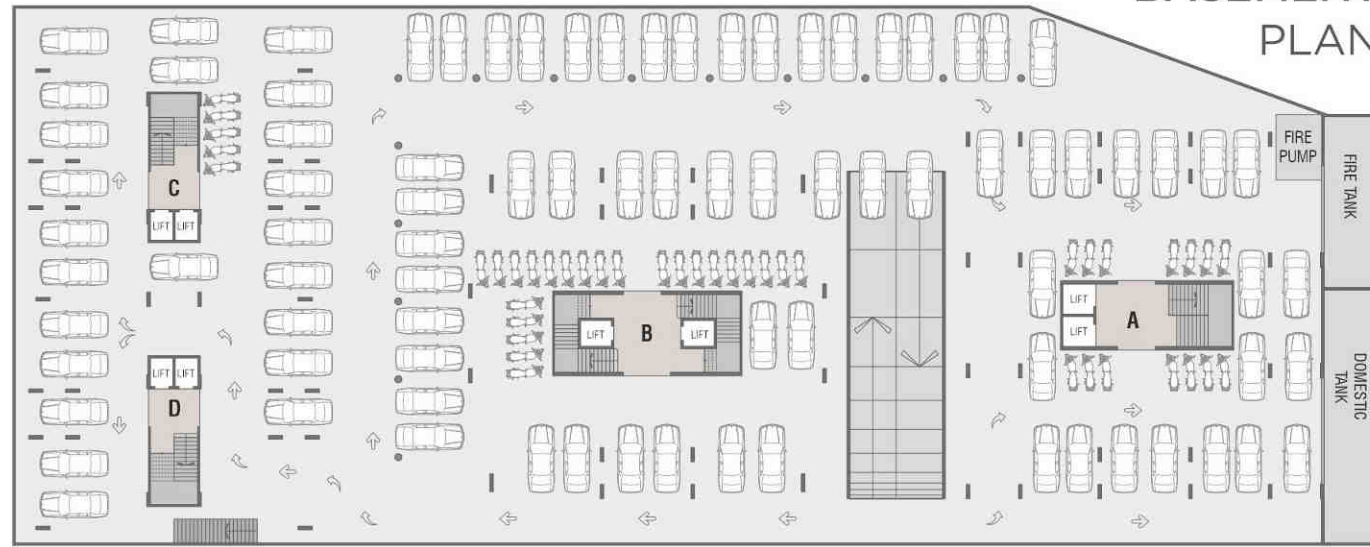 PLAN
FIRE
PUMP
FIRE TANK
C
LIFT LIFT
LIFT
A
LIFT
LIFT
B
LIFT
DOMESTIC
TANK
LIFT LIFT
D